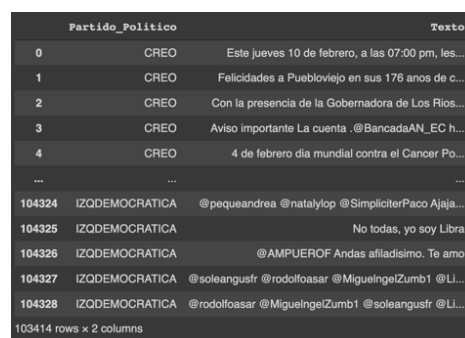 Partido_Politico Texto
0 CREO Este jueves 10 de febrero, a las 07:00 pm, les...
1 CREO Felicidades a Puebloviejo en sus 176 anos de c...
2 CREO Con la presencia de la Gobernadora de Los Rios...
3 CREO Aviso importante La cuenta .@BancadaAN_EC h...
4 CREO 4 de febrero dia mundial contra el Cancer Po...
... ... ...
104324 IZQDEMOCRATICA @pequeandrea @natalylop @SimpliciterPaco Ajaja...
104325 IZQDEMOCRATICA No todas, yo soy Libra
104326 IZQDEMOCRATICA @AMPUEROF Andas afiladisimo. Te amo
104327 IZQDEMOCRATICA @soleangusfr @rodolfoasar @MiguelngelZumb1 @Li...
104328 IZQDEMOCRATICA @rodolfoasar @MiguelngelZumb1 @soleangusfr @Li...
103414 rows × 2 columns